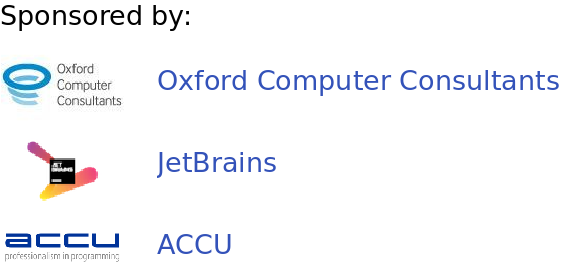 Sponsored by:
Oxford
Computer
Consultants
Oxford Computer Consultants
JET
BRAINS
JetBrains
accu
professionalism in programming
ACCU